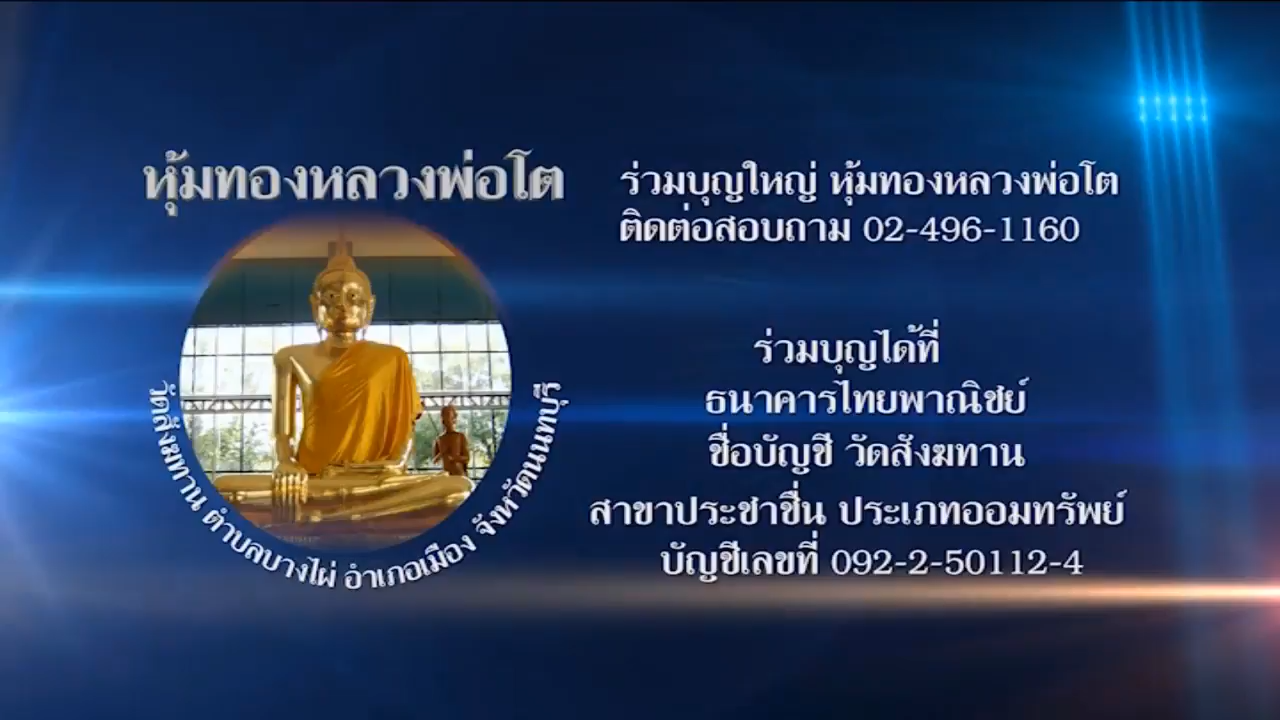 หุ้มทองหลวงพ่อโต
วัดสังฆทาน ตำบลบางไผ่ อำเภอเมือง จังหวัดนนทบุรี
ร่วมบุญใหญ่ หุ้มทองหลวงพ่อโต
ติดต่อสอบถาม 02-496-1160
ร่วมบุญได้ที่
ธนาคารไทยพาณิชย์
ชื่อบัญชี วัดสังฆทาน
สาขาประชาชื่น ประเภทออมทรัพย์
บัญชีเลขที่ 092-2-50112-4